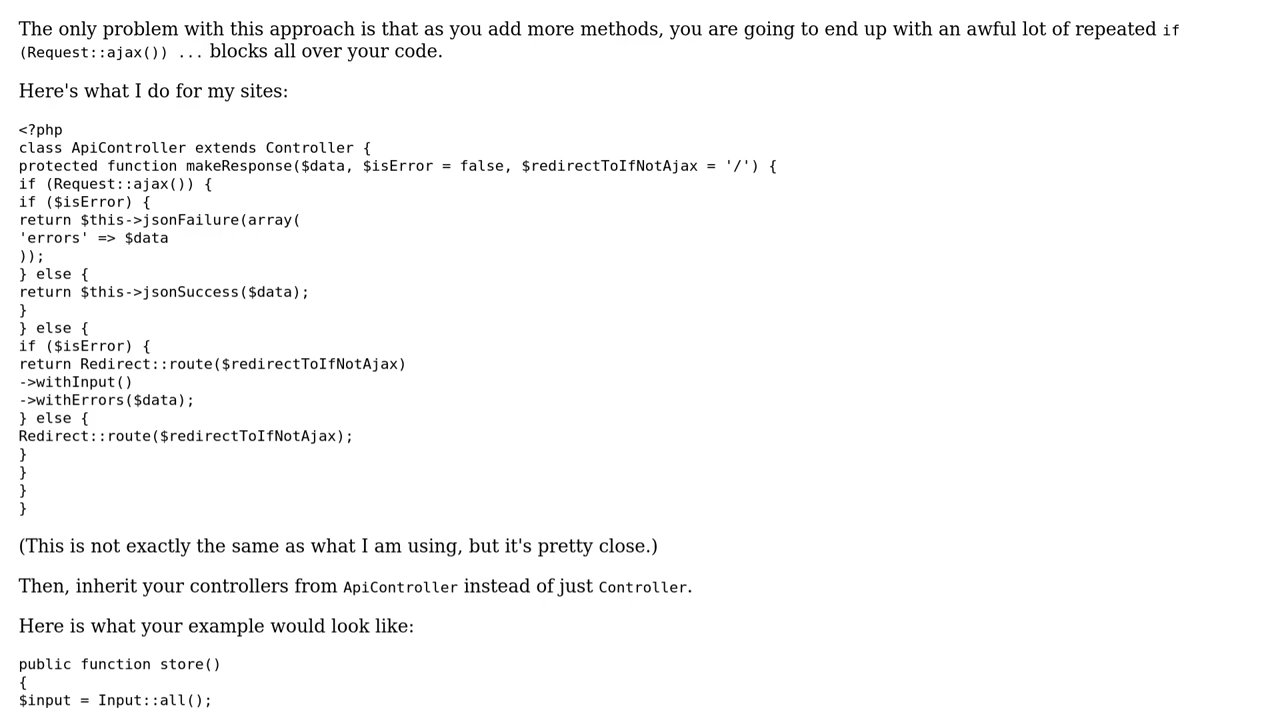 The only problem with this approach is that as you add more methods, you are going to end up with an awful lot of repeated if
(Request::ajax()) ... blocks all over your code.
Here's what I do for my sites:
<?php
class ApiController extends Controller {
protected function makeResponse($data, $isError = false, $redirectToIfNotAjax = '/') {
if (Request::ajax()) {
if ($isError) {
return $this->jsonFailure(array(
'errors' => $data
));
} else {
return $this->jsonSuccess($data);
}
} else {
if ($isError) {
return Redirect::route($redirectToIfNotAjax)
->withInput()
->withErrors($data);
} else {
Redirect::route($redirectToIfNotAjax);
}
}
}
}
(This is not exactly the same as what I am using, but it's pretty close.)
Then, inherit your controllers from ApiController instead of just Controller.
Here is what your example would look like:
public function store()
{
$input = Input::all();